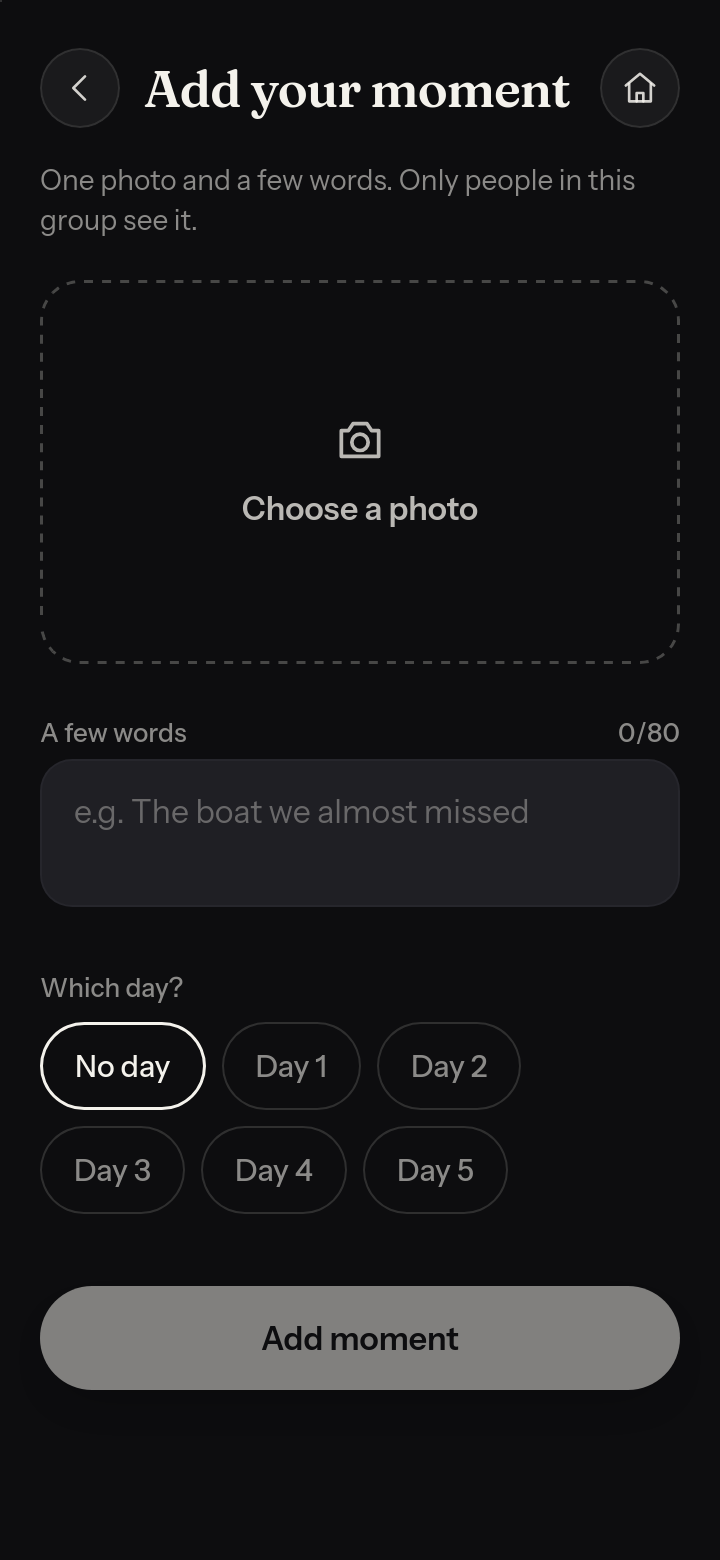 Add your moment
One photo and a few words. Only people in this
group see it.
Choose a photo
A few words 0/80
e.g. The boat we almost missed
Which day?
No day Day 1 Day 2
Day 3 Day 4 Day 5
Add moment